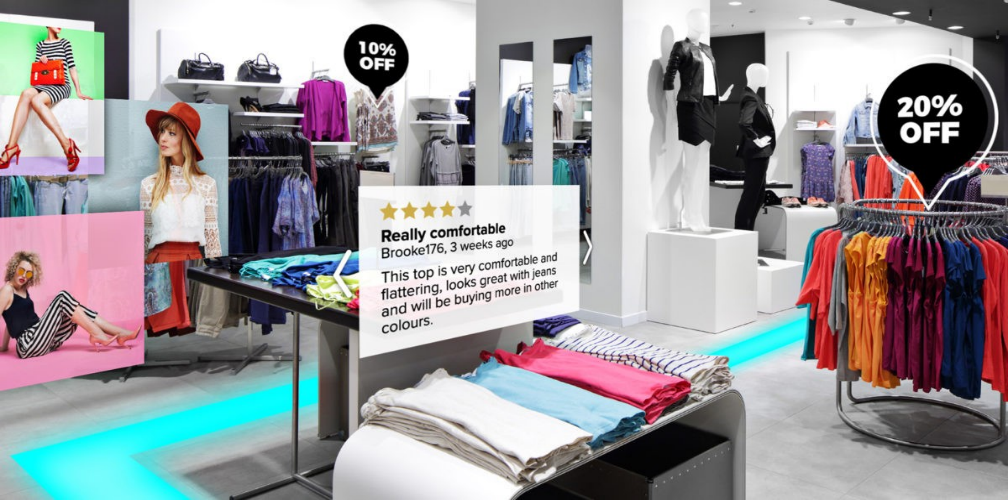 10%
OFF
20%
OFF
Really comfortable
Brooke176, 3 weeks ago
This top is very comfortable and
flattering, looks great with jeans
and will be buying more in other
colours.